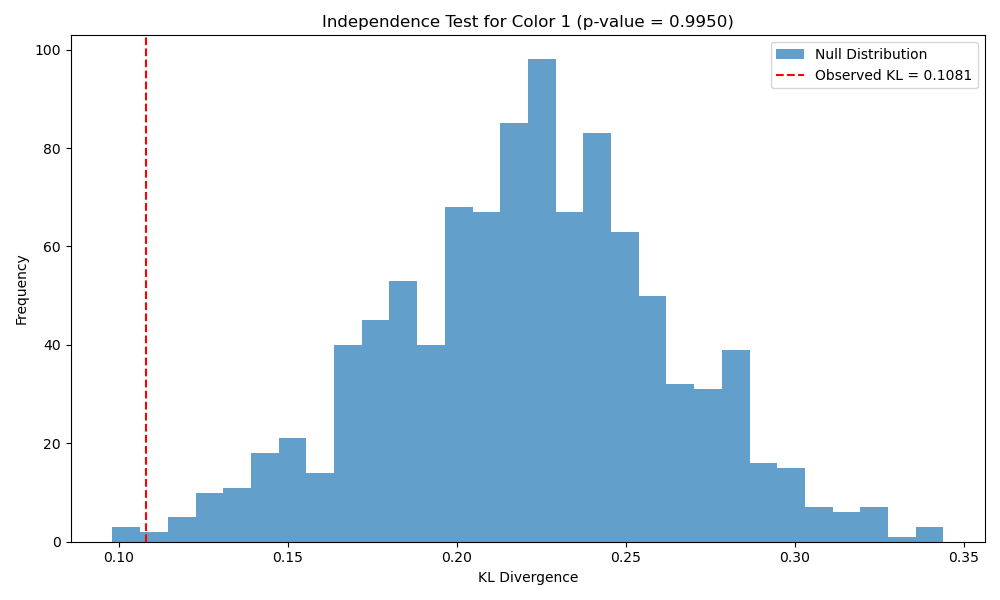 Independence Test for Color 1 (p-value = 0.9950)
Null Distribution
Observed KL = 0.1081
Frequency
100
80
60
40
20
0
0.10 0.15 0.20 0.25 0.30 0.35
KL Divergence